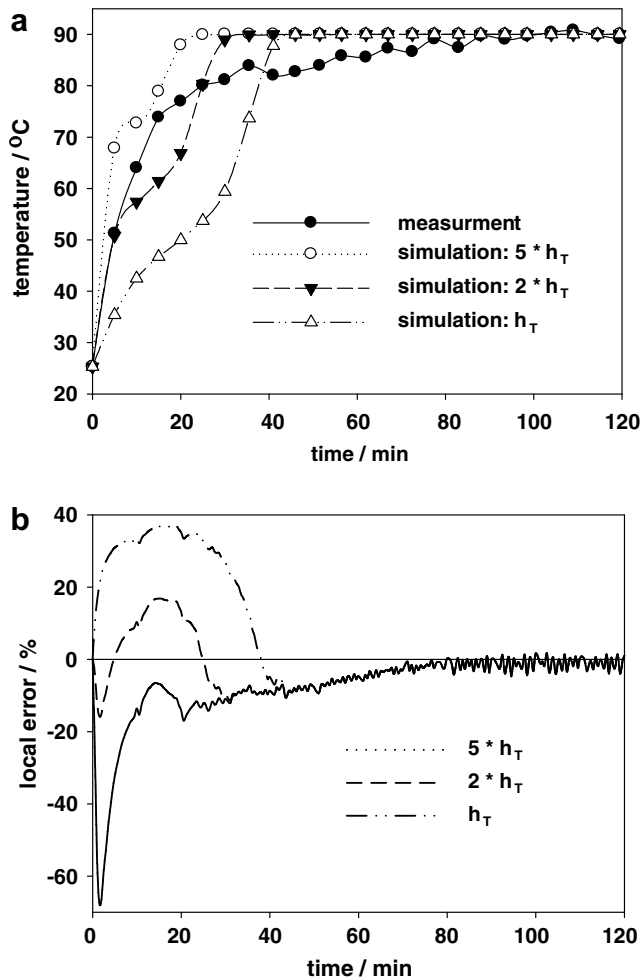 a
100
90
80
70
60
50
40
30
20
temperature / °C
measurment
simulation: 5 * hT
simulation: 2 * hT
simulation: hT
0 20 40 60 80 100 120
time / min
b
40
20
0
-20
-40
-60
local error / %
5 * hT
2 * hT
hT
0 20 40 60 80 100 120
time / min